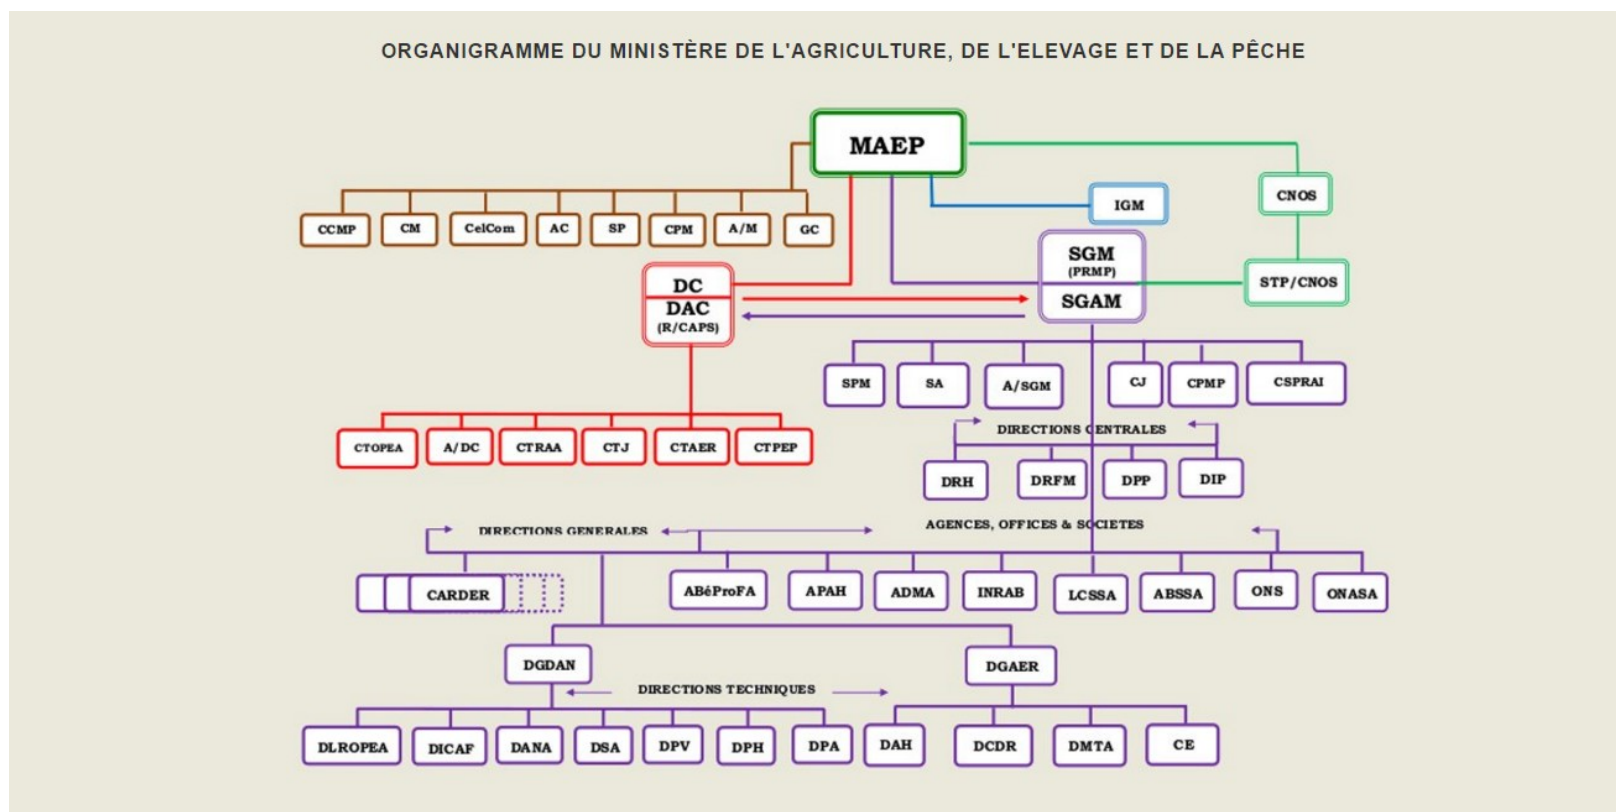 ORGANIGRAMME DU MINISTÈRE DE L'AGRICULTURE, DE L'ELEVAGE ET DE LA PÊCHE
MAEP
CNOS
IGM
CCMP
CM
CelCom
AC
SP
CPM
A/M
GC
SGM
(PRMP)
SGAM
STP/CNOS
DC
DAC
(R/CAPS)
SPM
SA
A/SGM
CJ
CPMP
CSPRAI
CTOPEA
A/DC
CTRAA
CTJ
CTAER
CTPEP
DIRECTIONS CENTRALES
DRH
DRFM
DPP
DIP
DIRECTIONS GENERALES
AGENCES, OFFICES & SOCIETES
CARDER
ABéProFA
APAH
ADMA
INRAB
LCSSA
ABSSA
ONS
ONASA
DGDAN
DGAER
DIRECTIONS TECHNIQUES
DLROPEA
DICAF
DANA
DSA
DPV
DPH
DPA
DAH
DCDR
DMTA
CE